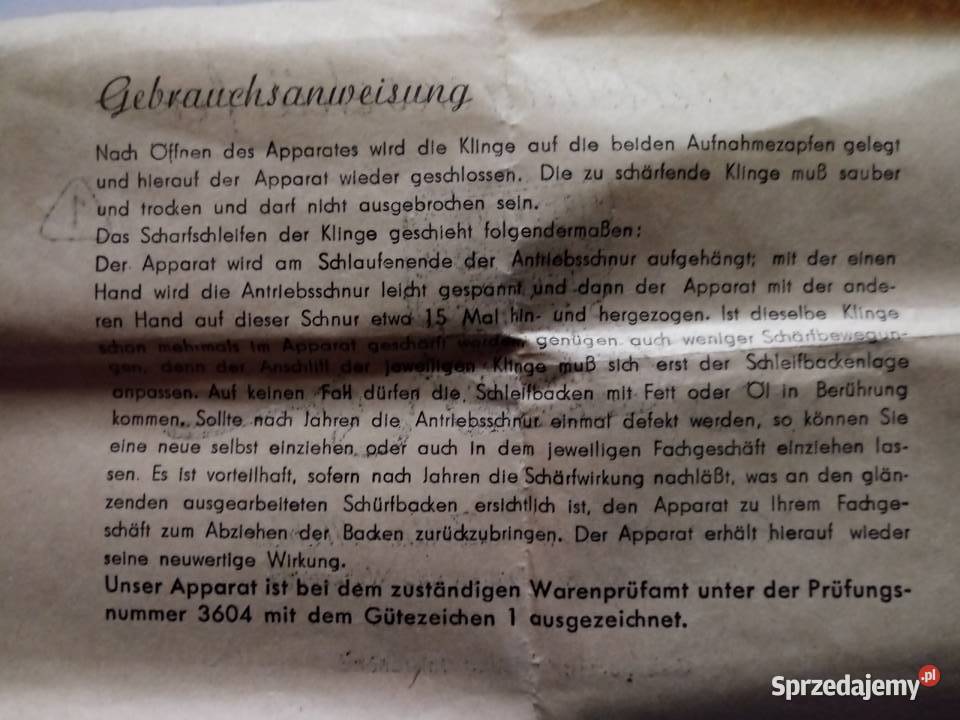 Gebrauchsanweisung
Nach Öffnen des Apparates wird die Klinge auf die beiden Aufnahmezapfen gelegt
und hierauf der Apparat wieder geschlossen. Die zu schärfende Klinge muß sauber
und trocken und darf nicht ausgebrochen sein.
Das Scharfschleifen der Klinge geschieht folgendermaßen:
Der Apparat wird am Schlaufenende der Antriebsschnur aufgehängt; mit der einen
Hand wird die Antriebsschnur leicht gespannt und dann der Apparat mit der ande-
ren Hand auf dieser Schnur etwa 15 Mal hin- und hergezogen. Ist dieselbe Klinge
schon mehrmals im Apparat geschärft worden, genügen auch weniger Schärfbewegun-
gen, denn der Anschliff der jeweiligen Klinge muß sich erst der Schleifbackenlage
anpassen. Auf keinen Fall dürfen die Schleifbacken mit Fett oder Öl in Berührung
kommen. Sollte nach Jahren die Antriebsschnur einmal defekt werden, so können Sie
eine neue selbst einziehen oder auch in dem jeweiligen Fachgeschäft einziehen las-
sen. Es ist vorteilhaft, sofern nach Jahren die Schärfwirkung nachläßt, was an den glän-
zenden ausgearbeiteten Schürfbacken ersichtlich ist, den Apparat zu Ihrem Fachge-
schäft zum Abziehen der Backen zurückzubringen. Der Apparat erhält hierauf wieder
seine neuwertige Wirkung.
Unser Apparat ist bei dem zuständigen Warenprüfamt unter der Prüfungs-
nummer 3604 mit dem Gütezeichen 1 ausgezeichnet.
Sprzedajemy.pl